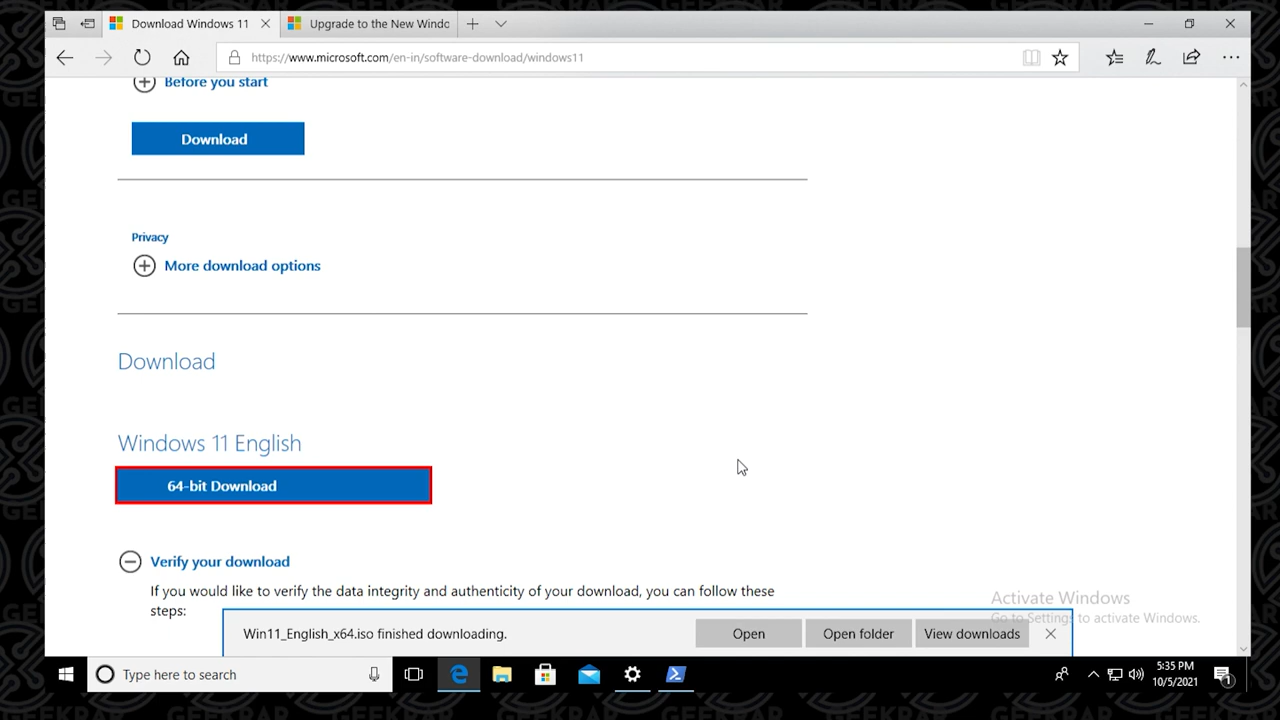 Download Windows 11
Upgrade to the New Windo
https://www.microsoft.com/en-in/software-download/windows11
Before you start
Download
Privacy
More download options
Download
Windows 11 English
64-bit Download
Verify your download
If you would like to verify the data integrity and authenticity of your download, you can follow these
steps:
Activate Windows
Go to Settings to activate Windows.
Win11_English_x64.iso finished downloading.
Open
Open folder
View downloads
Type here to search
5:35 PM
10/5/2021
1